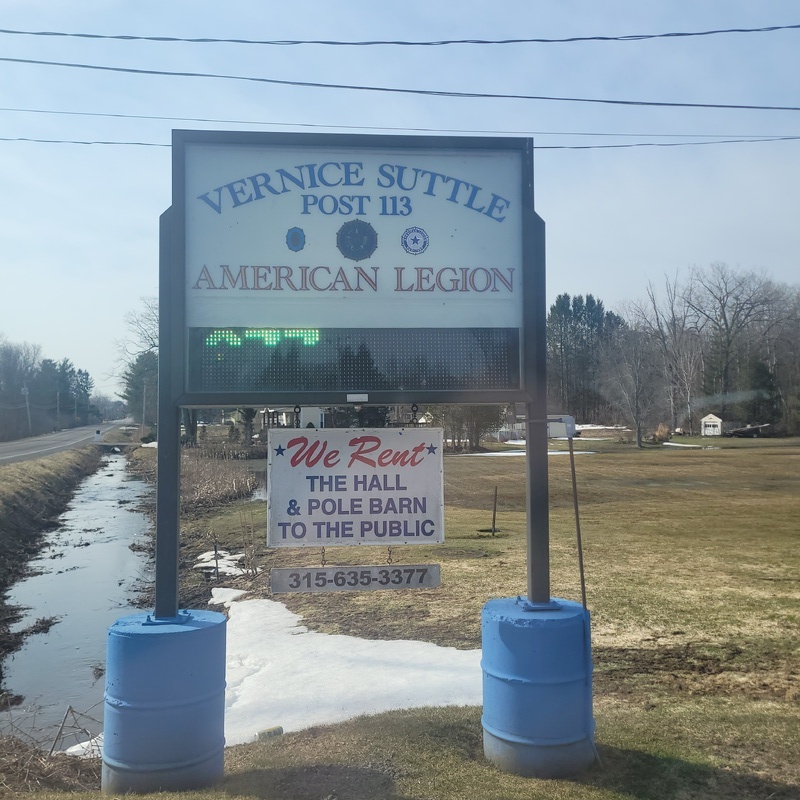 VERNICE SUTTLE
POST 113
AMERICAN LEGION
We Rent
THE HALL
& POLE BARN
TO THE PUBLIC
315-635-3377